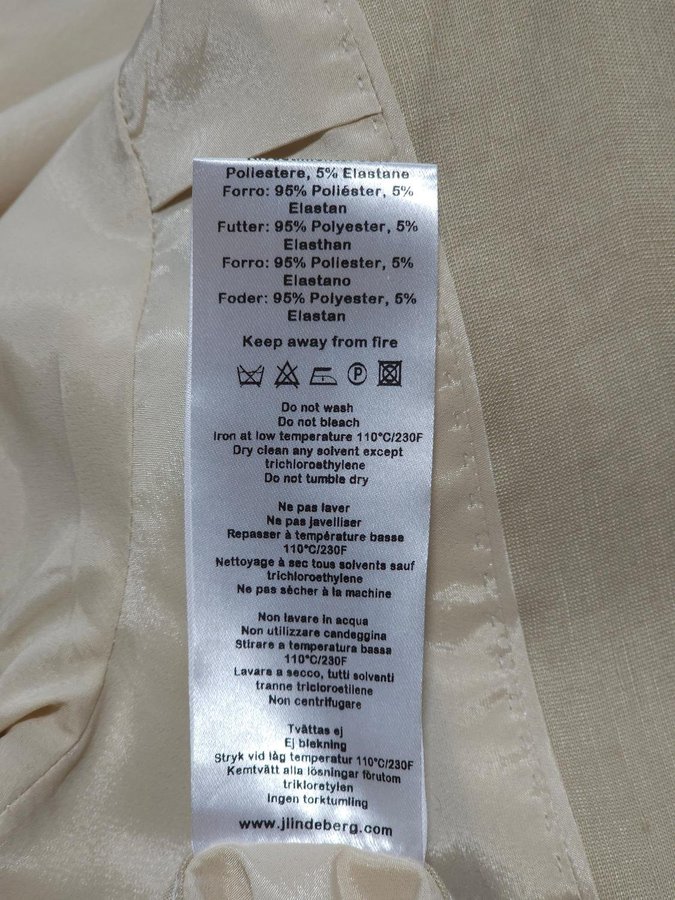 Poliestere, 5% Elastane
Forro: 95% Poliéster, 5%
Elastan
Futter: 95% Polyester, 5%
Elasthan
Forro: 95% Poliester, 5%
Elastano
Foder: 95% Polyester, 5%
Elastan
Keep away from fire
P
Do not wash
Do not bleach
Iron at low temperature 110°C/230F
Dry clean any solvent except
trichloroethylene
Do not tumble dry
Ne pas laver
Ne pas javelliser
Repasser à température basse
110°C/230F
Nettoyage à sec tous solvents sauf
trichloroethylene
Ne pas sécher à la machine
Non lavare in acqua
Non utilizzare candeggina
Stirare a temperatura bassa
110°C/230F
Lavara a secco, tutti solventi
tranne tricloroetilene
Non centrifugare
Tvättas ej
Ej blekning
Stryk vid låg temperatur 110°C/230F
Kemtvätt alla lösningar förutom
trikloretylen
Ingen torktumling
www.jlindeberg.com